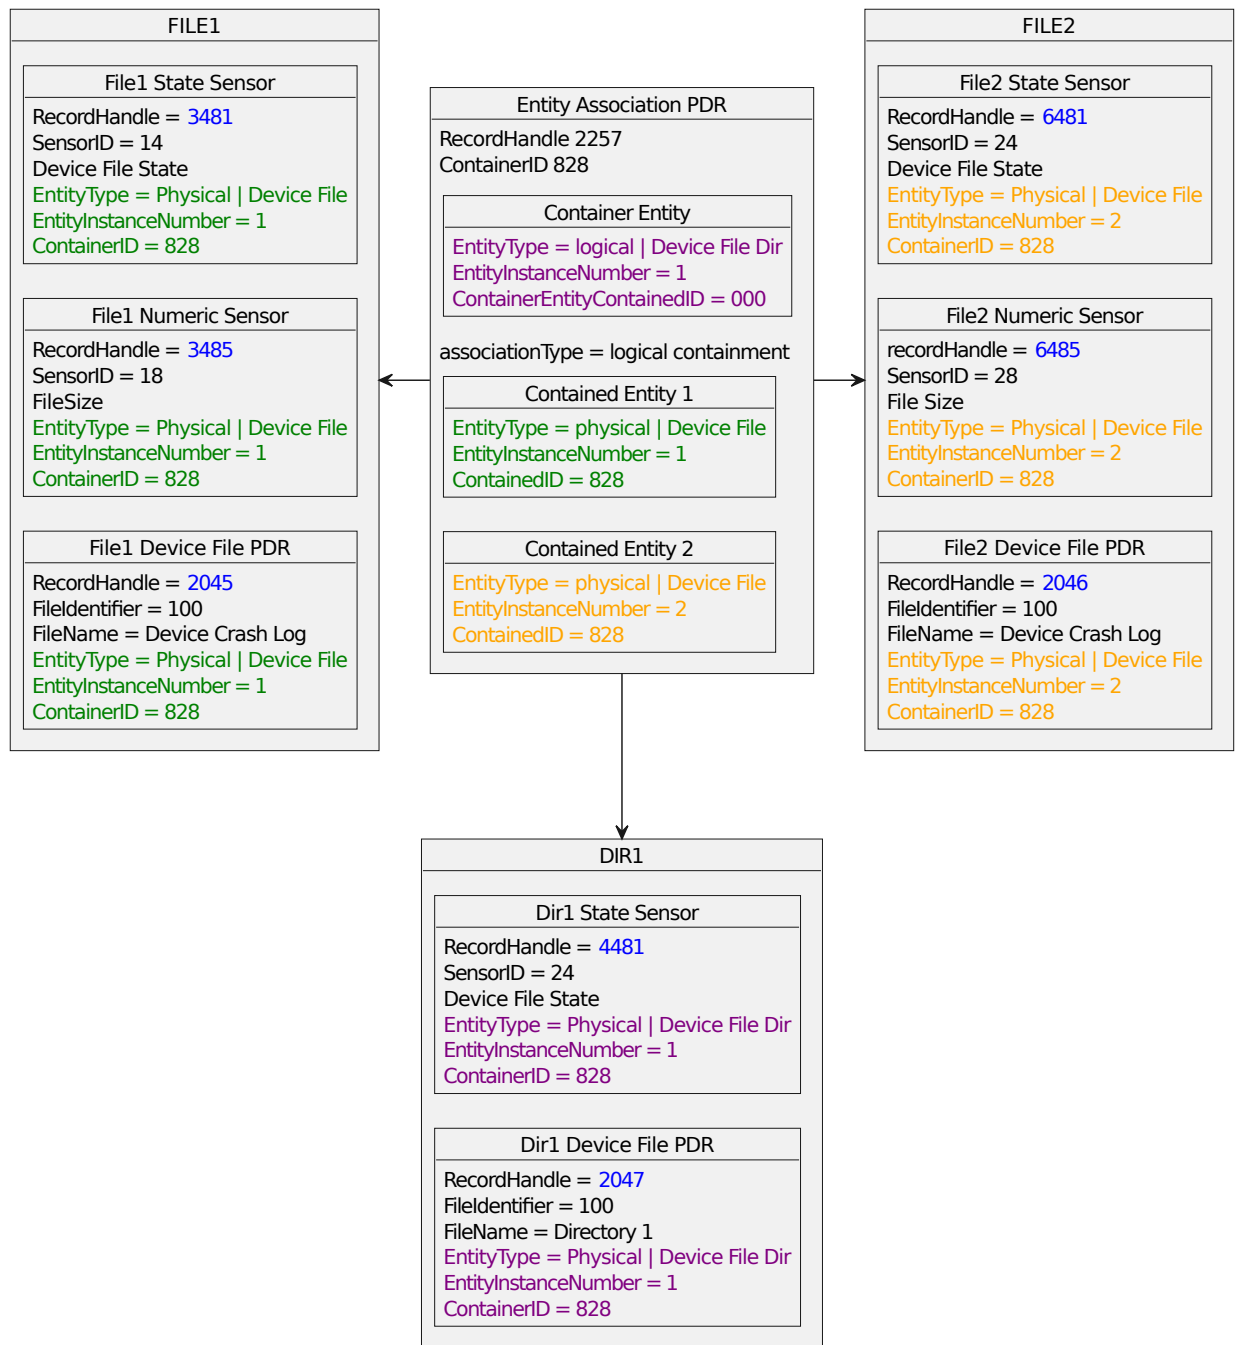 FILE1
File1 State Sensor
RecordHandle = 3481
SensorID = 14
Device File State
EntityType = Physical | Device File
EntityInstanceNumber = 1
ContainerID = 828
File1 Numeric Sensor
RecordHandle = 3485
SensorID = 18
FileSize
EntityType = Physical | Device File
EntityInstanceNumber = 1
ContainerID = 828
File1 Device File PDR
RecordHandle = 2045
FileIdentifier = 100
FileName = Device Crash Log
EntityType = Physical | Device File
EntityInstanceNumber = 1
ContainerID = 828
Entity Association PDR
RecordHandle 2257
ContainerID 828
Container Entity
EntityType = logical | Device File Dir
EntityInstanceNumber = 1
ContainerEntityContainedID = 000
associationType = logical containment
Contained Entity 1
EntityType = physical | Device File
EntityInstanceNumber = 1
ContainedID = 828
Contained Entity 2
EntityType = physical | Device File
EntityInstanceNumber = 2
ContainedID = 828
FILE2
File2 State Sensor
RecordHandle = 6481
SensorID = 24
Device File State
EntityType = Physical | Device File
EntityInstanceNumber = 2
ContainerID = 828
File2 Numeric Sensor
recordHandle = 6485
SensorID = 28
File Size
EntityType = Physical | Device File
EntityInstanceNumber = 2
ContainerID = 828
File2 Device File PDR
RecordHandle = 2046
FileIdentifier = 100
FileName = Device Crash Log
EntityType = Physical | Device File
EntityInstanceNumber = 2
ContainerID = 828
DIR1
Dir1 State Sensor
RecordHandle = 4481
SensorID = 24
Device File State
EntityType = Physical | Device File Dir
EntityInstanceNumber = 1
ContainerID = 828
Dir1 Device File PDR
RecordHandle = 2047
FileIdentifier = 100
FileName = Directory 1
EntityType = Physical | Device File Dir
EntityInstanceNumber = 1
ContainerID = 828